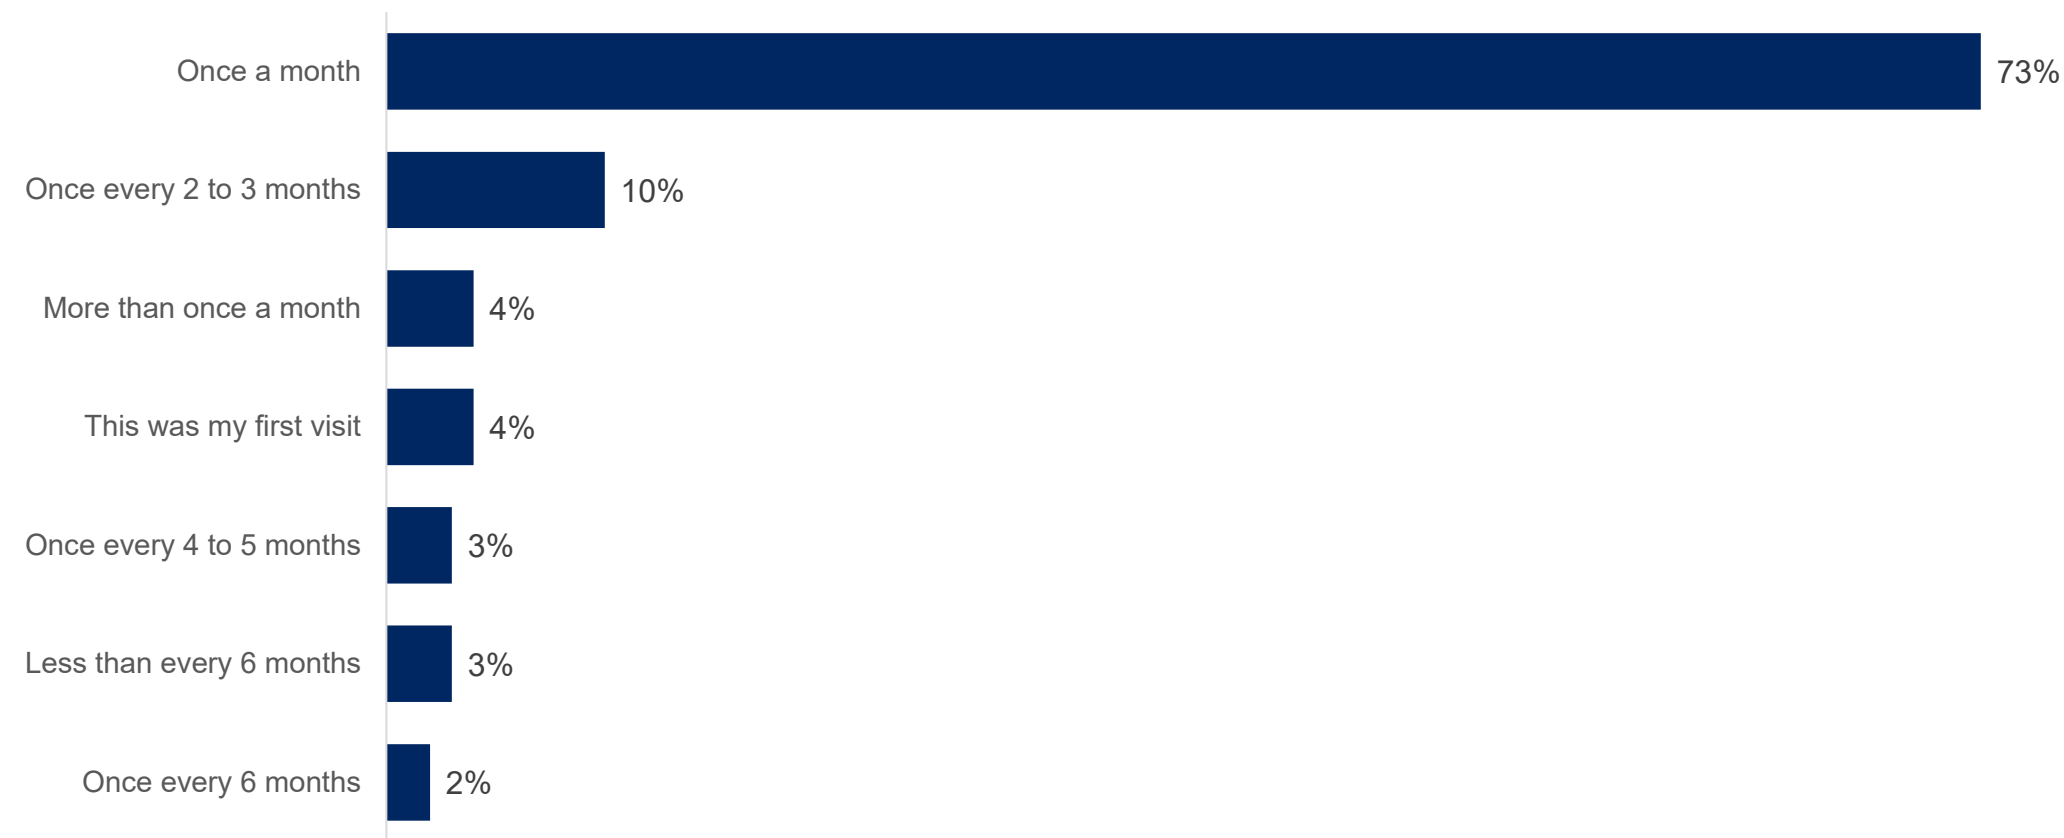 Once a month 73%
Once every 2 to 3 months 10%
More than once a month 4%
This was my first visit 4%
Once every 4 to 5 months 3%
Less than every 6 months 3%
Once every 6 months 2%